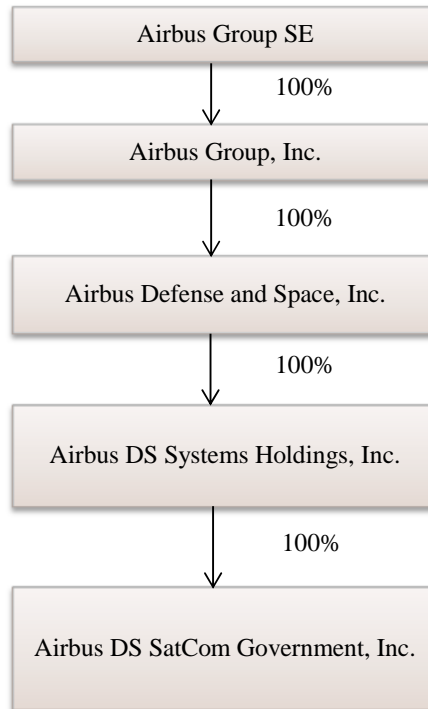 Airbus Group SE
100%
Airbus Group, Inc.
100%
Airbus Defense and Space, Inc.
100%
Airbus DS Systems Holdings, Inc.
100%
Airbus DS SatCom Government, Inc.